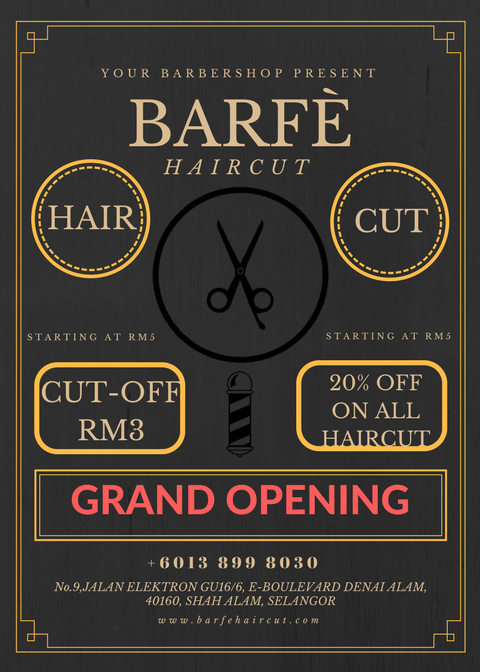 YOUR BARBERSHOP PRESENT
BARFÈ
HAIRCUT
HAIR
CUT
STARTING AT RM5
STARTING AT RM5
CUT-OFF
RM3
20% OFF
ON ALL
HAIRCUT
GRAND OPENING
+6013 899 8030
No.9,JALAN ELEKTRON GU16/6, E-BOULEVARD DENAI ALAM,
40160, SHAH ALAM, SELANGOR
www.barfehaircut.com